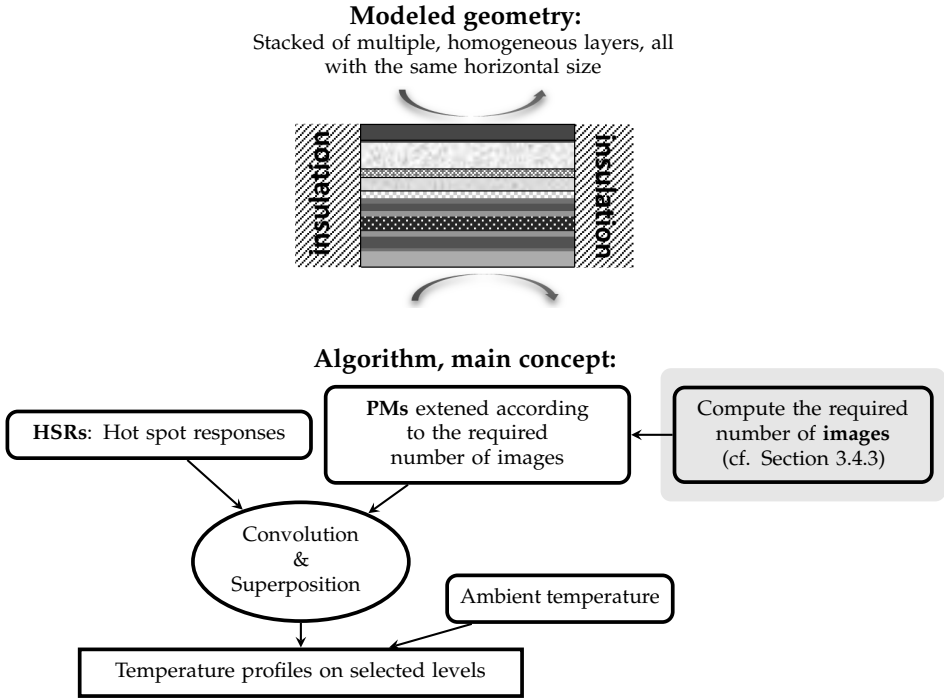 Modeled geometry:
Stacked of multiple, homogeneous layers, all
with the same horizontal size
insulation
insulation
Algorithm, main concept:
HSRs: Hot spot responses
PMs extened according
to the required
number of images
Compute the required
number of images
(cf. Section 3.4.3)
Convolution
&
Superposition
Ambient temperature
Temperature profiles on selected levels